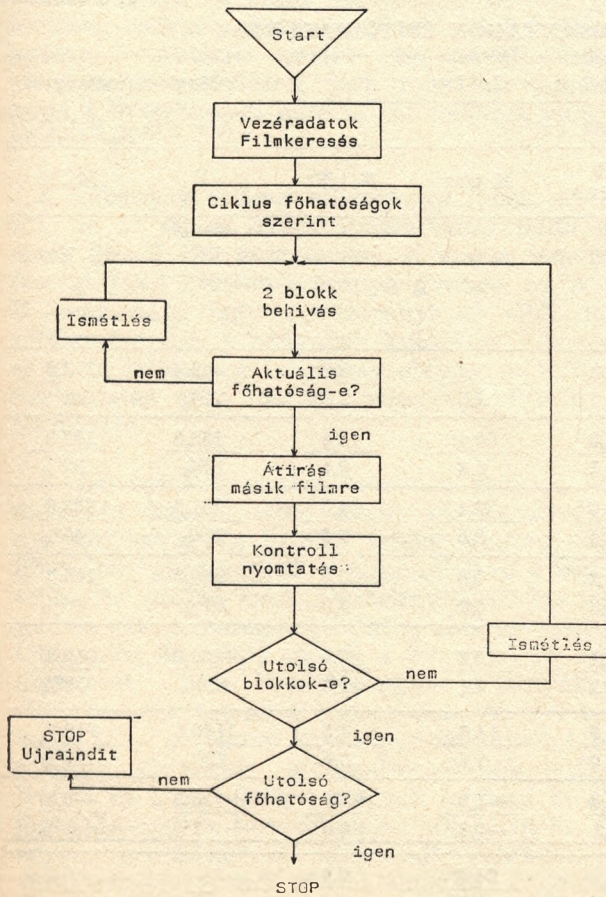 Start
Vezéradatok
Filmkeresés
Ciklus főhatóságok
szerint
2 blokk
behivás
Ismétlés
nem
Aktuális
főhatóság-e?
igen
Átirás
másik filmre
Kontroll
nyomtatás
Ismétlés
Utolsó
blokkok-e?
nem
igen
STOP
Ujraindit
nem
Utolsó
főhatóság?
igen
STOP